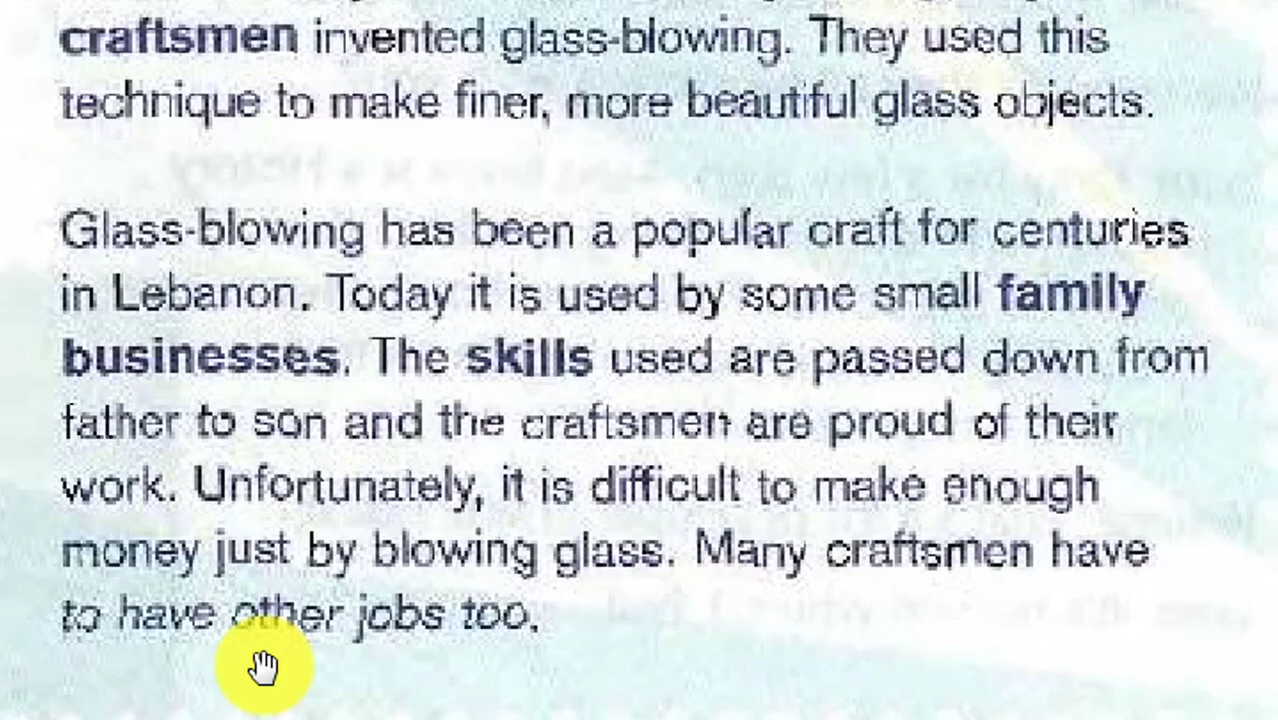 craftsmen invented glass-blowing. They used this
technique to make finer, more beautiful glass objects.
Glass-blowing has been a popular craft for centuries
in Lebanon. Today it is used by some small family
businesses. The skills used are passed down from
father to son and the craftsmen are proud of their
work. Unfortunately, it is difficult to make enough
money just by blowing glass. Many craftsmen have
to have other jobs too.